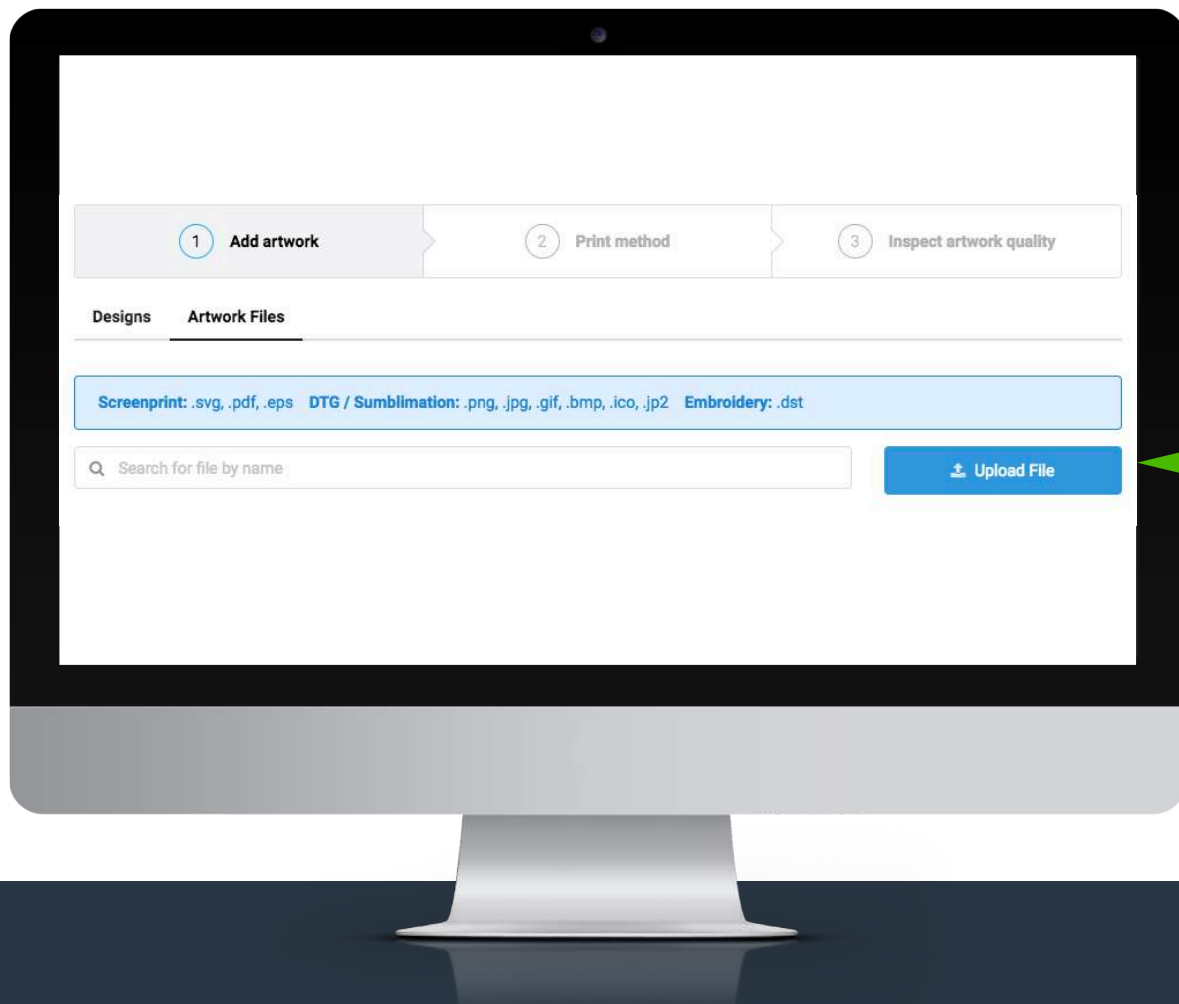 1 Add artwork
2 Print method
3 Inspect artwork quality
Designs Artwork Files
Screenprint: .svg, .pdf, .eps DTG / Sumblimation: .png, .jpg, .gif, .bmp, .ico, .jp2 Embroidery: .dst
Search for file by name
Upload File